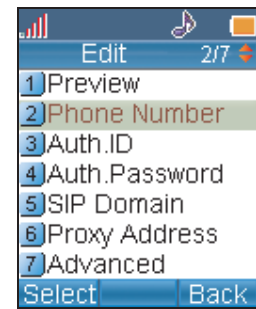 Edit 2/7
1 Preview
2 Phone Number
3 Auth.ID
4 Auth.Password
5 SIP Domain
6 Proxy Address
7 Advanced
Select Back